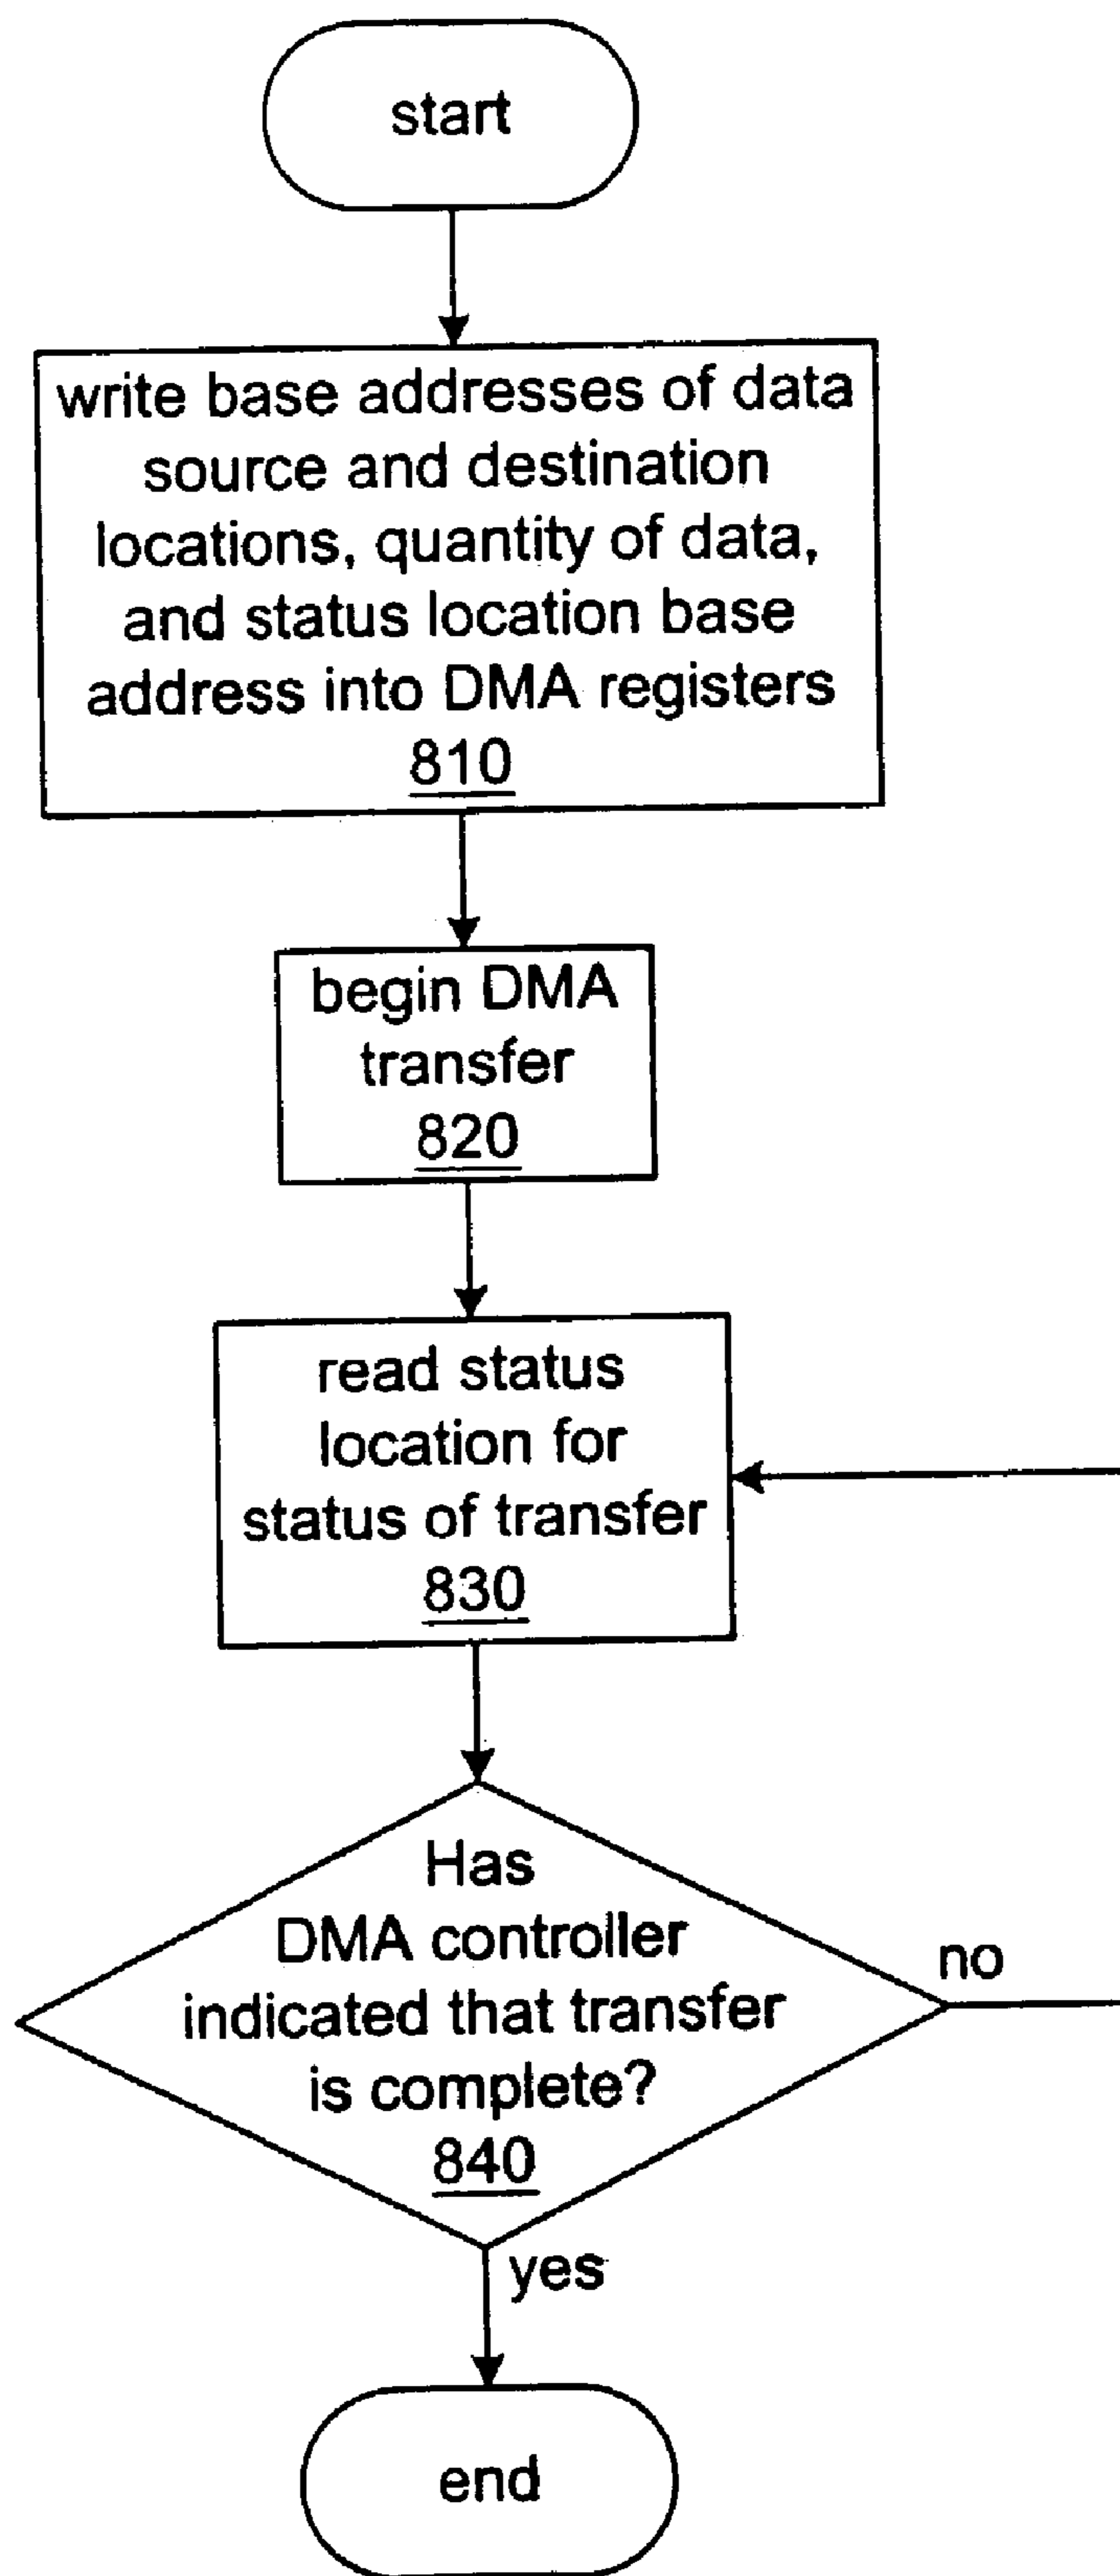 start
write base addresses of data
source and destination
locations, quantity of data,
and status location base
address into DMA registers
810
begin DMA
transfer
820
read status
location for
status of transfer
830
Has
DMA controller
indicated that transfer
is complete?
840
no
yes
end